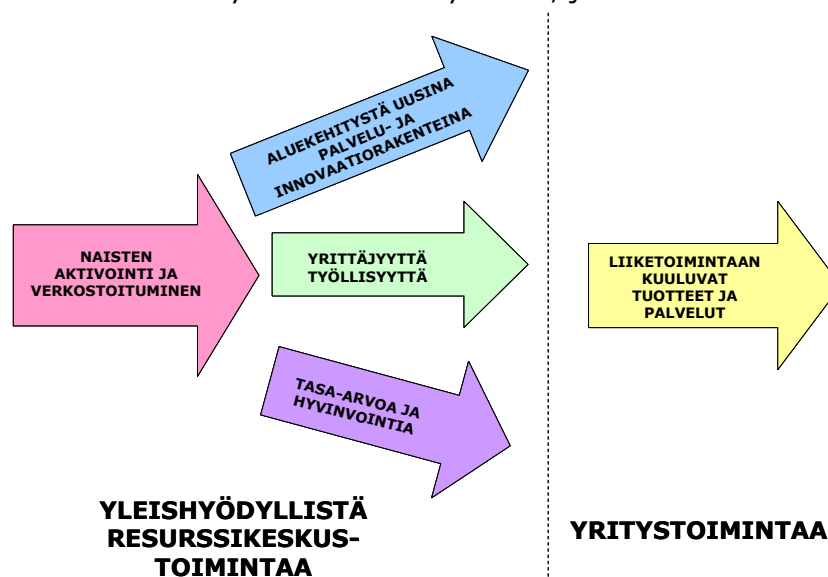 ALUEKEHITYSTÄ UUSINA
PALVELU- JA
INNOVAATIORAKENTEINA
NAISTEN
AKTIVOINTI JA
VERKOSTOITUMINEN
YRITTÄJYYTTÄ
TYÖLLISYYTTÄ
LIIKETOIMINTAAN
KUULUVAT
TUOTTEET JA
PALVELUT
TASA-ARVOA JA
HYVINVOINTIA
YLEISHYÖDYLLISTÄ
RESURSSIKESKUS-
TOIMINTAA
YRITYSTOIMINTAA